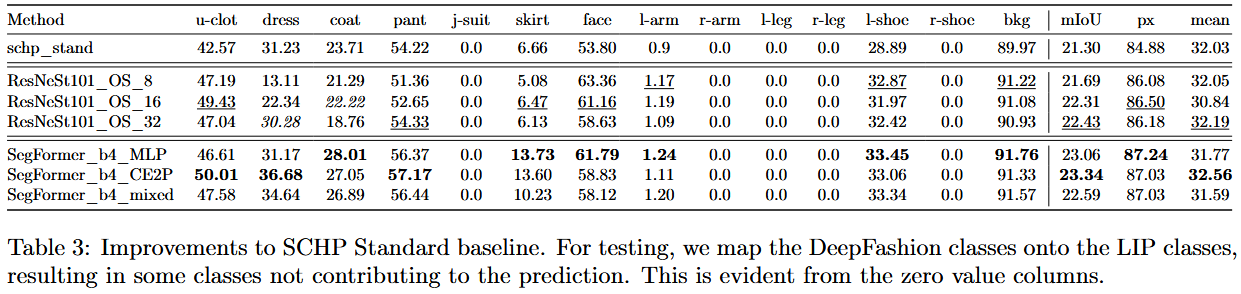 Method u-clot dress coat pant j-suit skirt face l-arm r-arm l-leg r-leg l-shoe r-shoe bkg mIoU px mean
schp_stand 42.57 31.23 23.71 54.22 0.0 6.66 53.80 0.9 0.0 0.0 0.0 28.89 0.0 89.97 21.30 84.88 32.03
ResNeSt101_OS_8 47.19 13.11 21.29 51.36 0.0 5.08 63.36 1.17 0.0 0.0 0.0 32.87 0.0 91.22 21.69 86.08 32.05
ResNeSt101_OS_16 49.43 22.34 22.22 52.65 0.0 6.47 61.16 1.19 0.0 0.0 0.0 31.97 0.0 91.08 22.31 86.50 30.84
ResNeSt101_OS_32 47.04 30.28 18.76 54.33 0.0 6.13 58.63 1.09 0.0 0.0 0.0 32.42 0.0 90.93 22.43 86.18 32.19
SegFormer_b4_MLP 46.61 31.17 28.01 56.37 0.0 13.73 61.79 1.24 0.0 0.0 0.0 33.45 0.0 91.76 23.06 87.24 31.77
SegFormer_b4_CE2P 50.01 36.68 27.05 57.17 0.0 13.60 58.83 1.11 0.0 0.0 0.0 33.06 0.0 91.33 23.34 87.03 32.56
SegFormer_b4_mixed 47.58 34.64 26.89 56.44 0.0 10.23 58.12 1.20 0.0 0.0 0.0 33.34 0.0 91.57 22.59 87.03 31.59
Table 3: Improvements to SCHP Standard baseline. For testing, we map the DeepFashion classes onto the LIP classes,
resulting in some classes not contributing to the prediction. This is evident from the zero value columns.